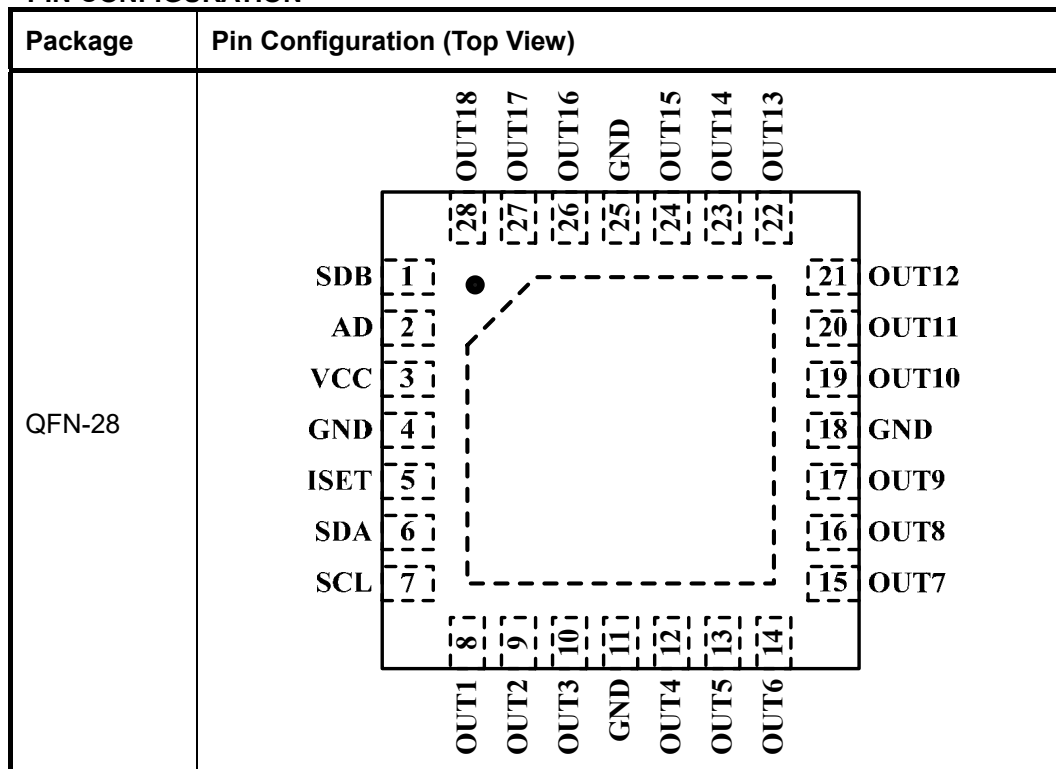 PIN CONFIGURATION
Package Pin Configuration (Top View)
QFN-28
OUT18 OUT17 OUT16 GND OUT15 OUT14 OUT13
28 27 26 25 24 23 22
SDB 1 21 OUT12
AD 2 20 OUT11
VCC 3 19 OUT10
GND 4 18 GND
ISET 5 17 OUT9
SDA 6 16 OUT8
SCL 7 15 OUT7
8 9 10 11 12 13 14
OUT1 OUT2 OUT3 GND OUT4 OUT5 OUT6